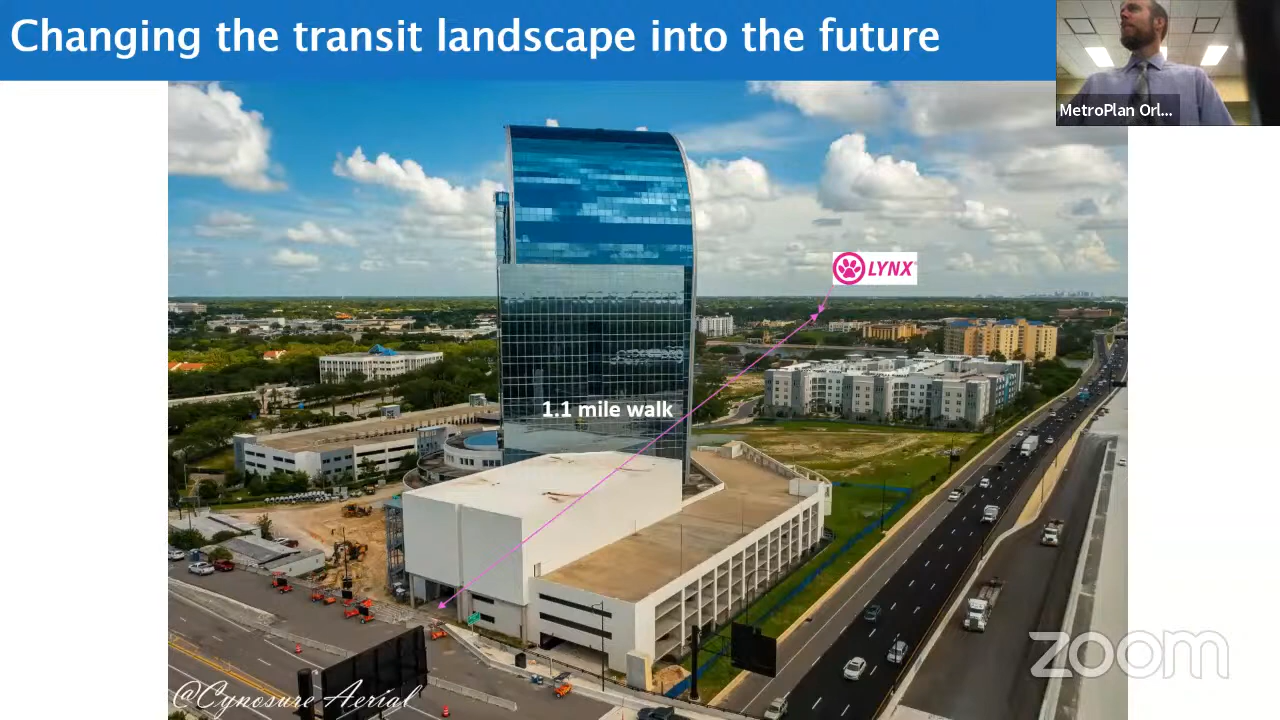 Changing the transit landscape into the future
MetroPlan Orl...
LYNX
1.1 mile walk
zoom
@Cynosure Aerial